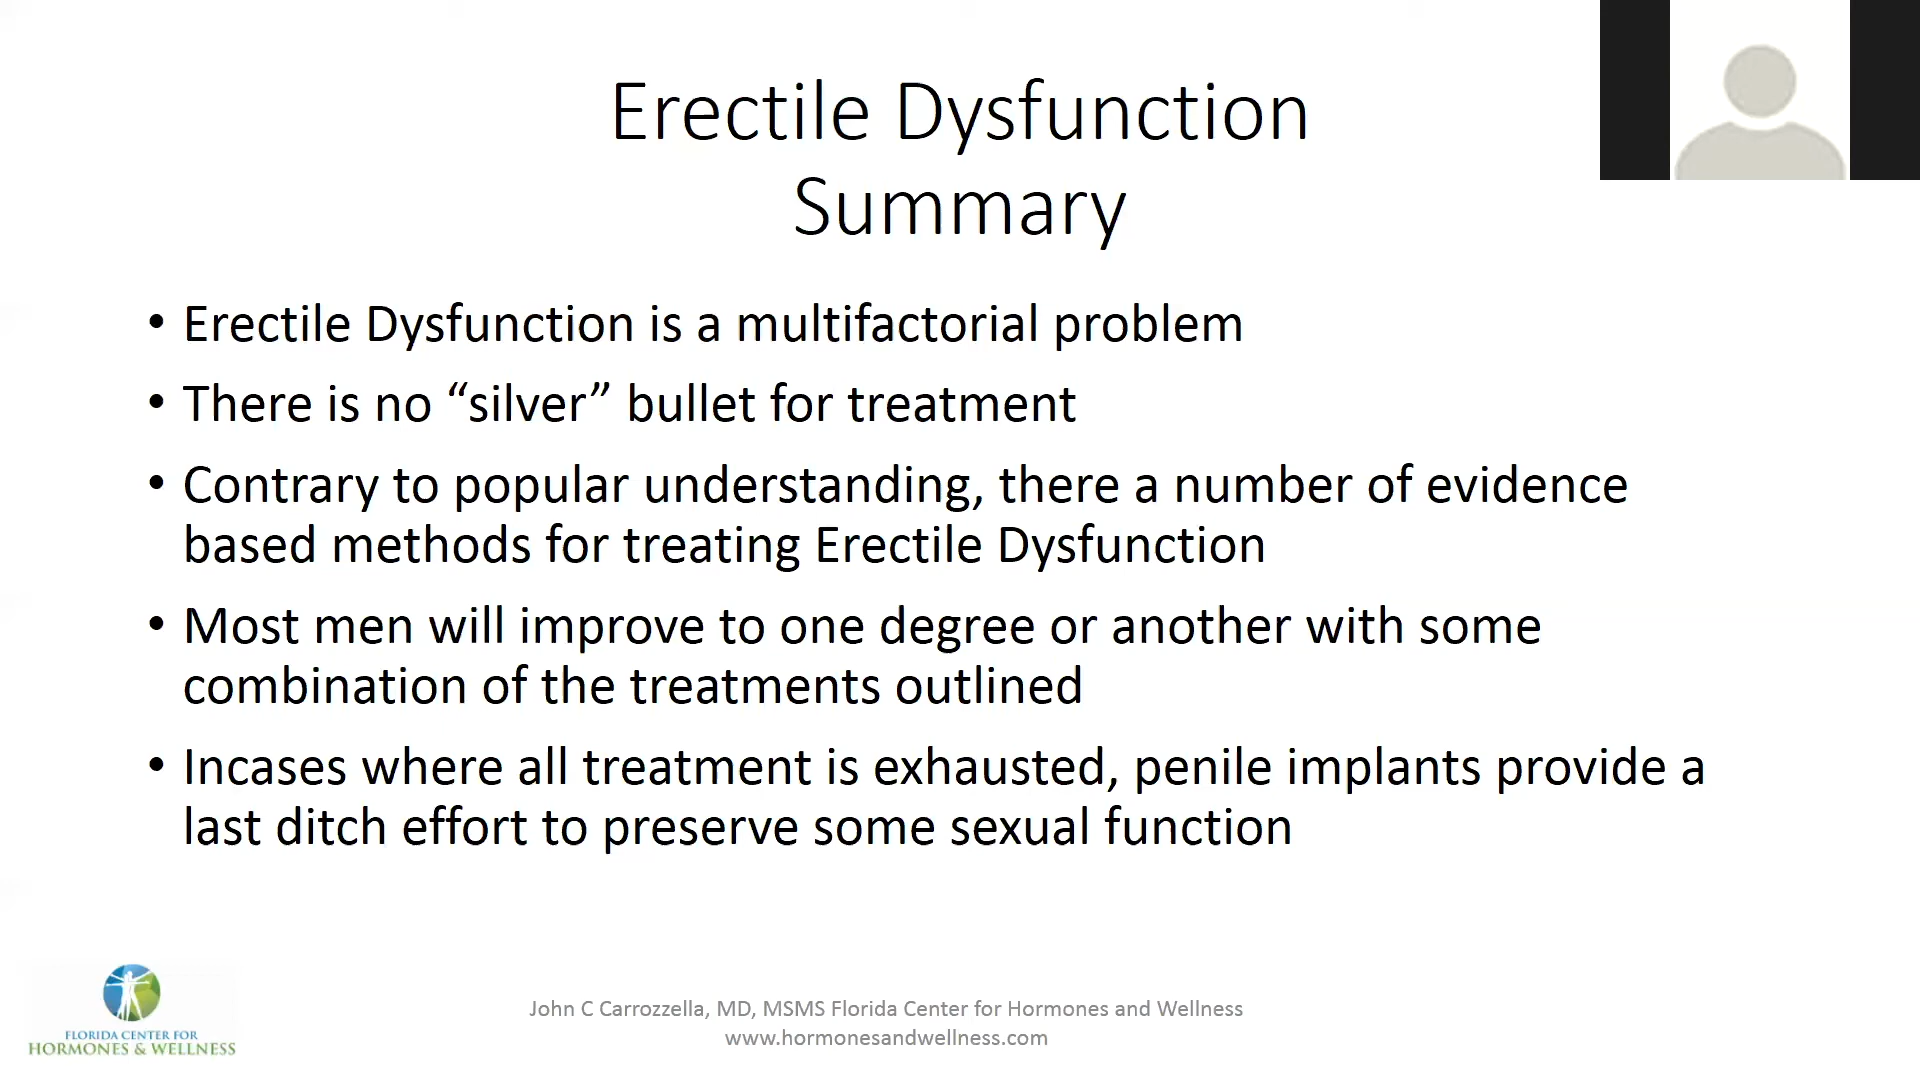 Erectile Dysfunction
Summary
• Erectile Dysfunction is a multifactorial problem
• There is no “silver” bullet for treatment
• Contrary to popular understanding, there a number of evidence
based methods for treating Erectile Dysfunction
• Most men will improve to one degree or another with some
combination of the treatments outlined
• Incases where all treatment is exhausted, penile implants provide a
last ditch effort to preserve some sexual function
FLORIDA CENTER FOR
HORMONES & WELLNESS
John C Carrozzella, MD, MSMS Florida Center for Hormones and Wellness
www.hormonesandwellness.com